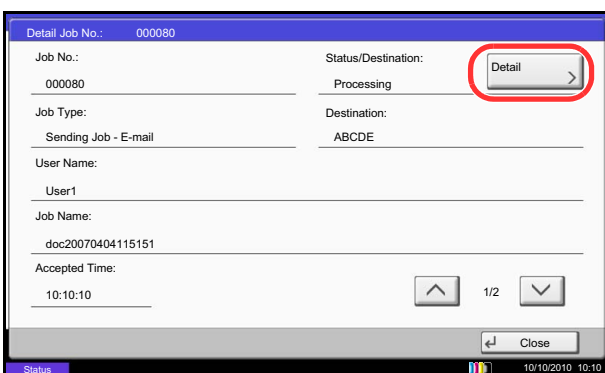 Detail Job No.: 000080
Job No.: Status/Destination: Detail
000080 Processing
Job Type: Destination:
Sending Job - E-mail ABCDE
User Name:
User1
Job Name:
doc20070404115151
Accepted Time:
10:10:10 1/2
Close
Status 10/10/2010 10:10